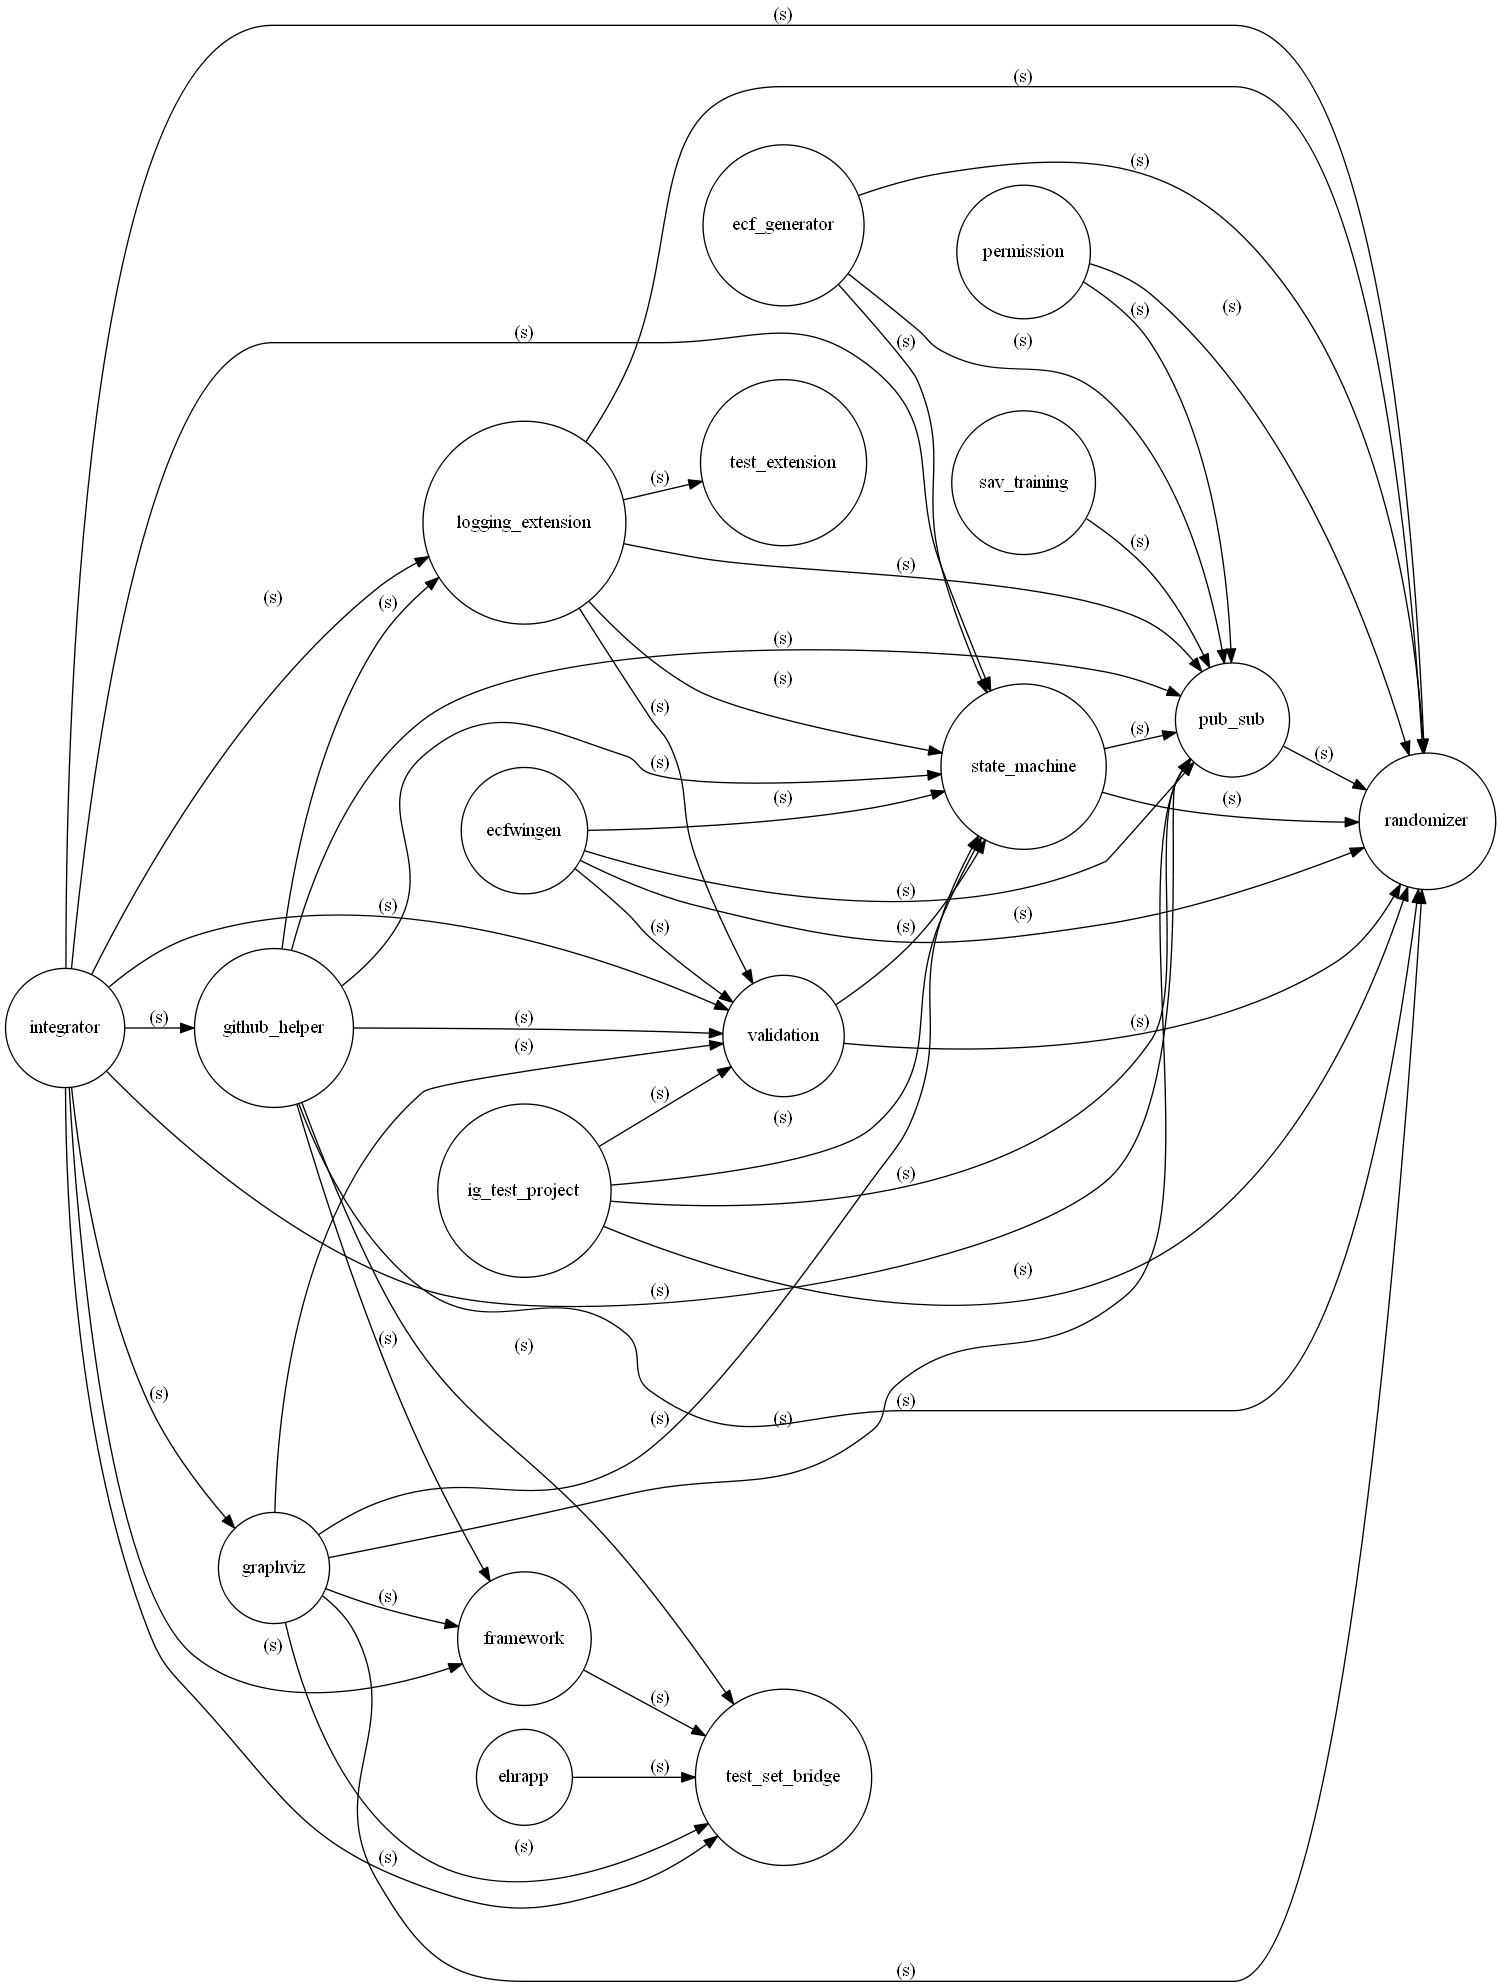 (s)
(s)
(s)
ecf_generator
permission
(s)
(s)
(s)
(s)
(s)
test_extension
(s)
sav_training
logging_extension
(s)
(s)
(s)
(s)
(s)
(s)
(s)
pub_sub
(s)
(s)
(s)
state_machine
(s)
(s)
(s)
randomizer
ecfwingen
(s)
(s)
(s)
(s)
(s)
(s)
(s)
(s)
integrator
github_helper
validation
(s)
(s)
(s)
(s)
ig_test_project
(s)
(s)
(s)
(s)
(s)
(s)
(s)
(s)
graphviz
(s)
framework
(s)
(s)
(s)
ehrapp
test_set_bridge
(s)
(s)
(s)